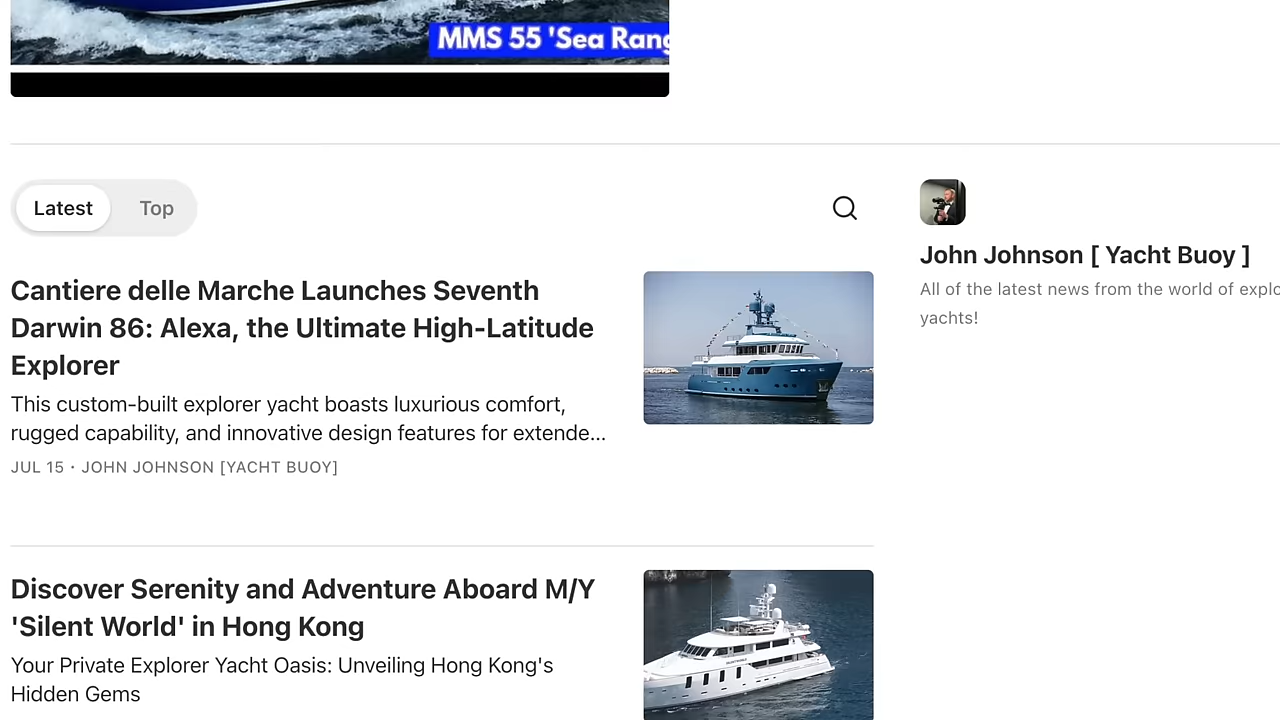 MMS 55 'Sea Rang
Latest
Top
Cantiere delle Marche Launches Seventh
Darwin 86: Alexa, the Ultimate High-Latitude
Explorer
This custom-built explorer yacht boasts luxurious comfort,
rugged capability, and innovative design features for extende...
JUL 15 · JOHN JOHNSON [YACHT BUOY]
Discover Serenity and Adventure Aboard M/Y
'Silent World' in Hong Kong
Your Private Explorer Yacht Oasis: Unveiling Hong Kong's
Hidden Gems
John Johnson [ Yacht Buoy ]
All of the latest news from the world of explo
yachts!